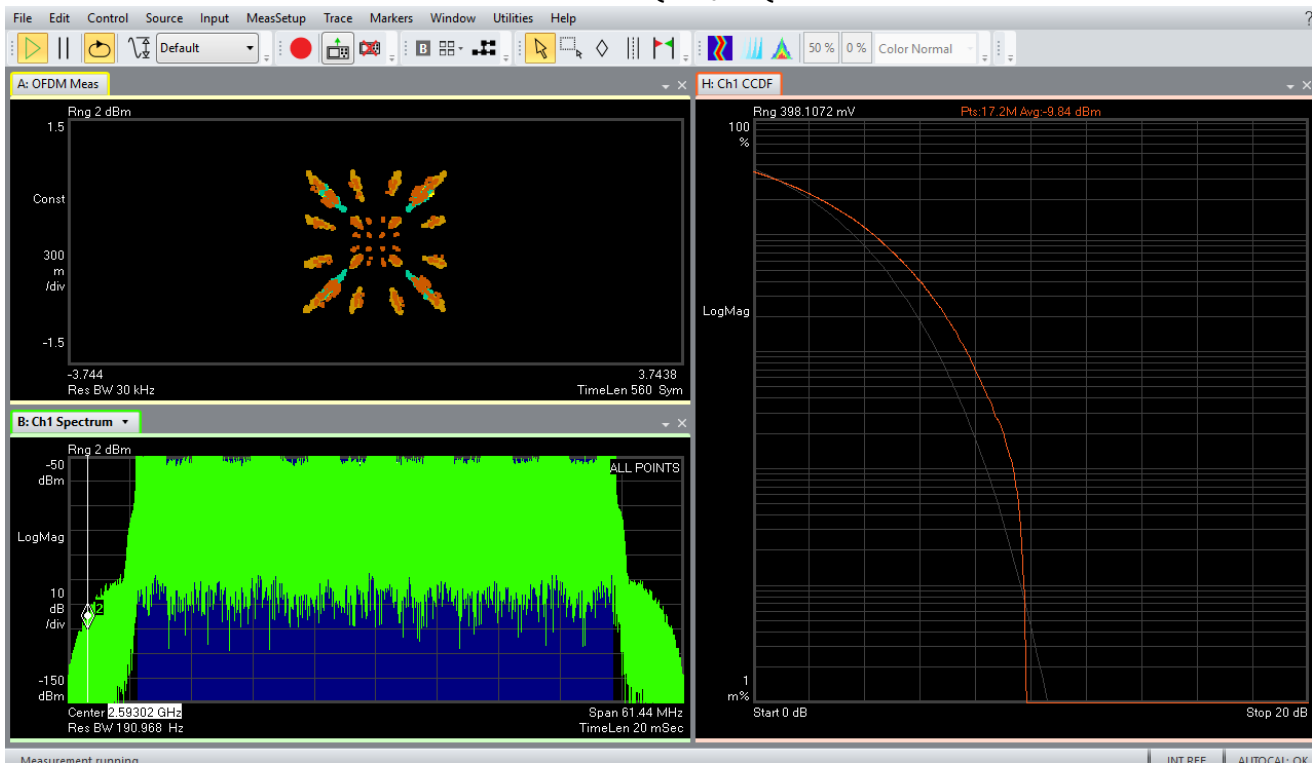 File Edit Control Source Input MeasSetup Trace Markers Window Utilities Help ?
Default B 50 % 0 % Color Normal
A: OFDM Meas
Rng 2 dBm
1.5
Const
300
m
/div
-1.5
-3.744 3.7438
Res BW 30 kHz TimeLen 560 Sym
B: Ch1 Spectrum
Rng 2 dBm
-50
dBm
ALL POINTS
LogMag
10
dB
/div
2
-150
dBm
Center 2.59302 GHz Span 61.44 MHz
Res BW 190.968 Hz TimeLen 20 mSec
H: Ch1 CCDF
Rng 398.1072 mV Pts:17.2M Avg:-9.84 dBm
100
%
LogMag
1
m%
Start 0 dB Stop 20 dB
Measurement running INT REF AUTOCAL: OK